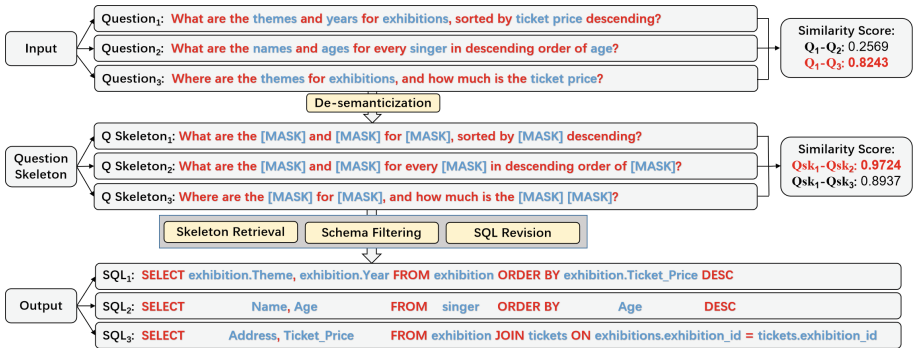 Input
Question1: What are the themes and years for exhibitions, sorted by ticket price descending?
Question2: What are the names and ages for every singer in descending order of age?
Question3: Where are the themes for exhibitions, and how much is the ticket price?
Similarity Score:
Q1-Q2: 0.2569
Q1-Q3: 0.8243
De-semanticization
Question
Skeleton
Q Skeleton1: What are the [MASK] and [MASK] for [MASK], sorted by [MASK] descending?
Q Skeleton2: What are the [MASK] and [MASK] for every [MASK] in descending order of [MASK]?
Q Skeleton3: Where are the [MASK] for [MASK], and how much is the [MASK] [MASK]?
Similarity Score:
Qsk1-Qsk2: 0.9724
Qsk1-Qsk3: 0.8937
Skeleton Retrieval
Schema Filtering
SQL Revision
Output
SQL1: SELECT exhibition.Theme, exhibition.Year FROM exhibition ORDER BY exhibition.Ticket_Price DESC
SQL2: SELECT Name, Age FROM singer ORDER BY Age DESC
SQL3: SELECT Address, Ticket_Price FROM exhibition JOIN tickets ON exhibitions.exhibition_id = tickets.exhibition_id